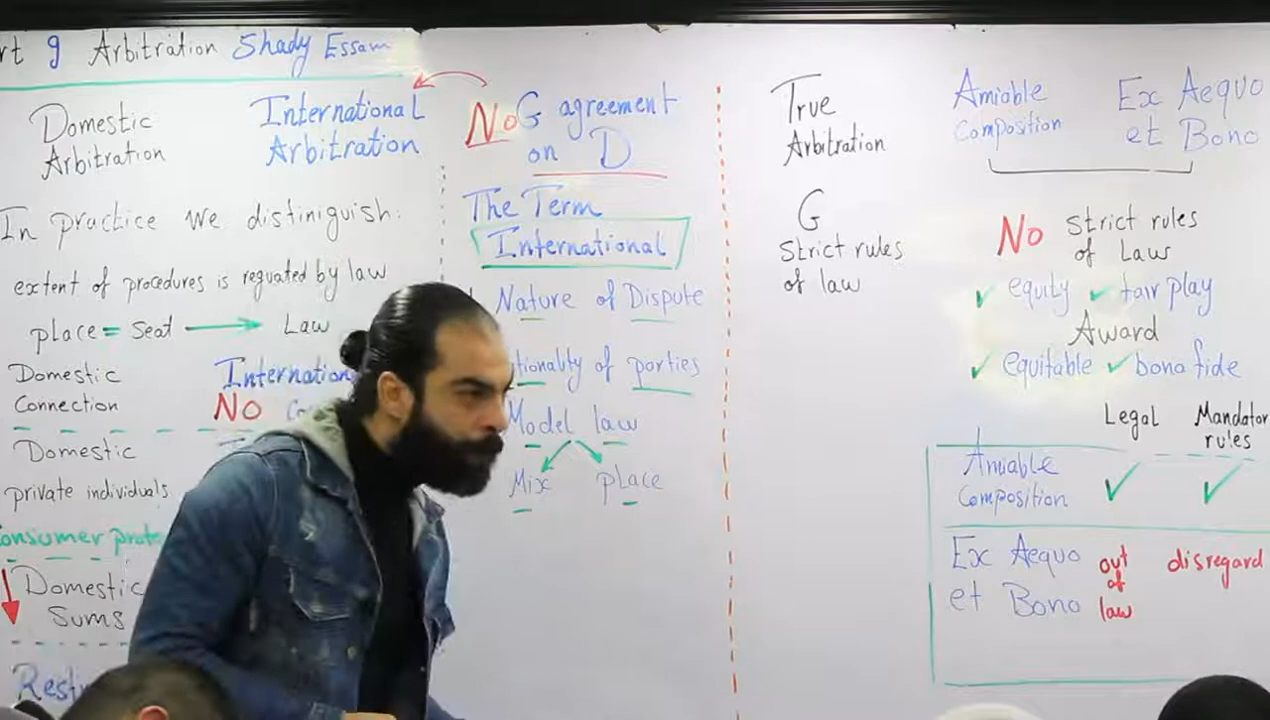 9 Arbitration Shady Essam
Domestic
Arbitration
International
Arbitration
In practice we distiniguish:
extent of procedures is reguated by law
place = Seat → Law
Domestic
Connection
NO
Domestic
private individuals
Domestic
Sums
No G agreement
on D
The Term
International
Nature of Dispute
of parties
Model law
Mix place
True
Arbitration
G
Strict rules
of law
Amiable
Composition
Ex Aequo
et Bono
No strict rules
of Law
✓ equity ✓ fair play
Award
✓ equitable ✓ bona fide
Legal
rules
Amiable
Composition
✓ ✓
Ex Aequo
et Bono
out
of
law
disregard